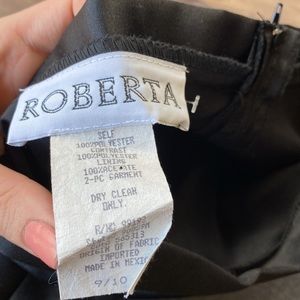 ROBERTA
SELF
100%POLYESTER
CONTRAST
100%POLYESTER
LINING
100%ACETATE
2-PC GARMENT
DRY CLEAN
ONLY.
ORIGIN OF FABRIC
IMPORTED
MADE IN MEXICO
9/10